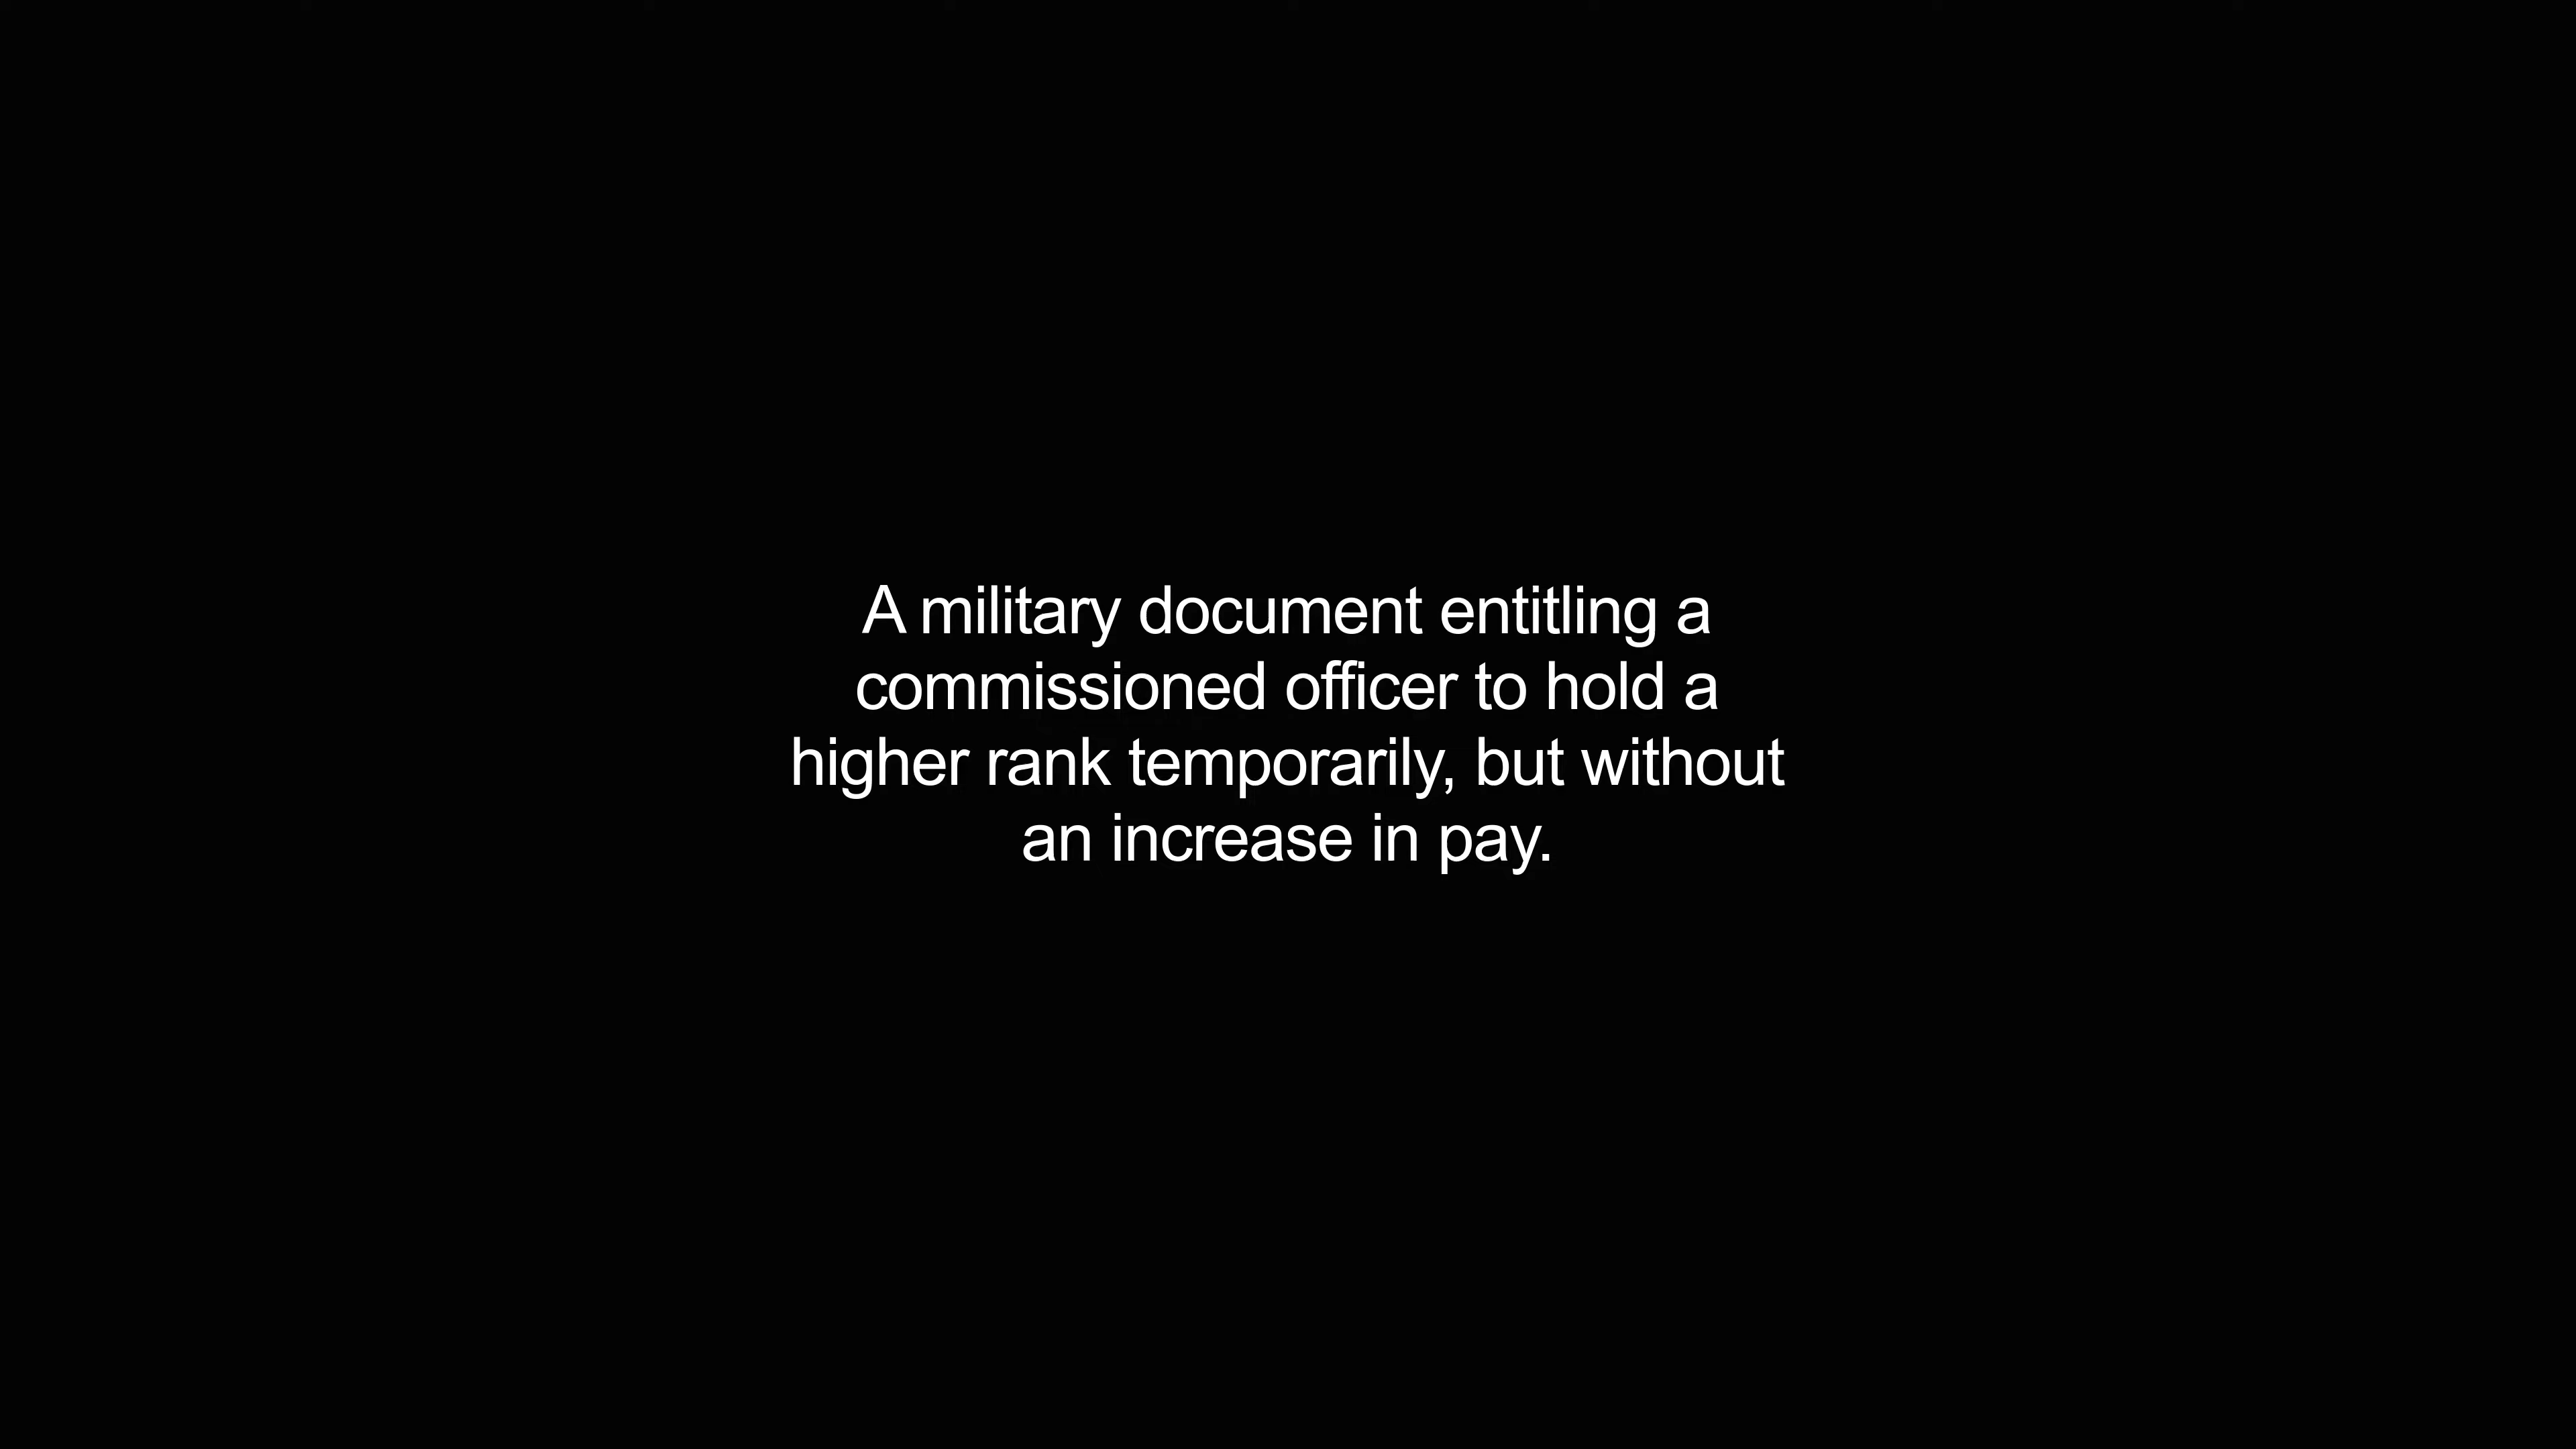 A military document entitling a
commissioned officer to hold a
higher rank temporarily, but without
an increase in pay.